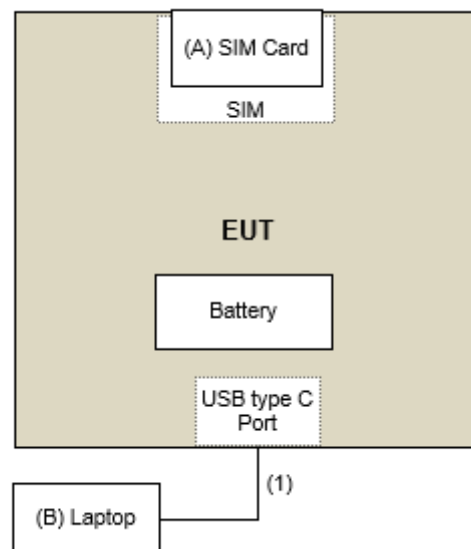 (A) SIM Card
SIM
EUT
Battery
USB type C
Port
(1)
(B) Laptop